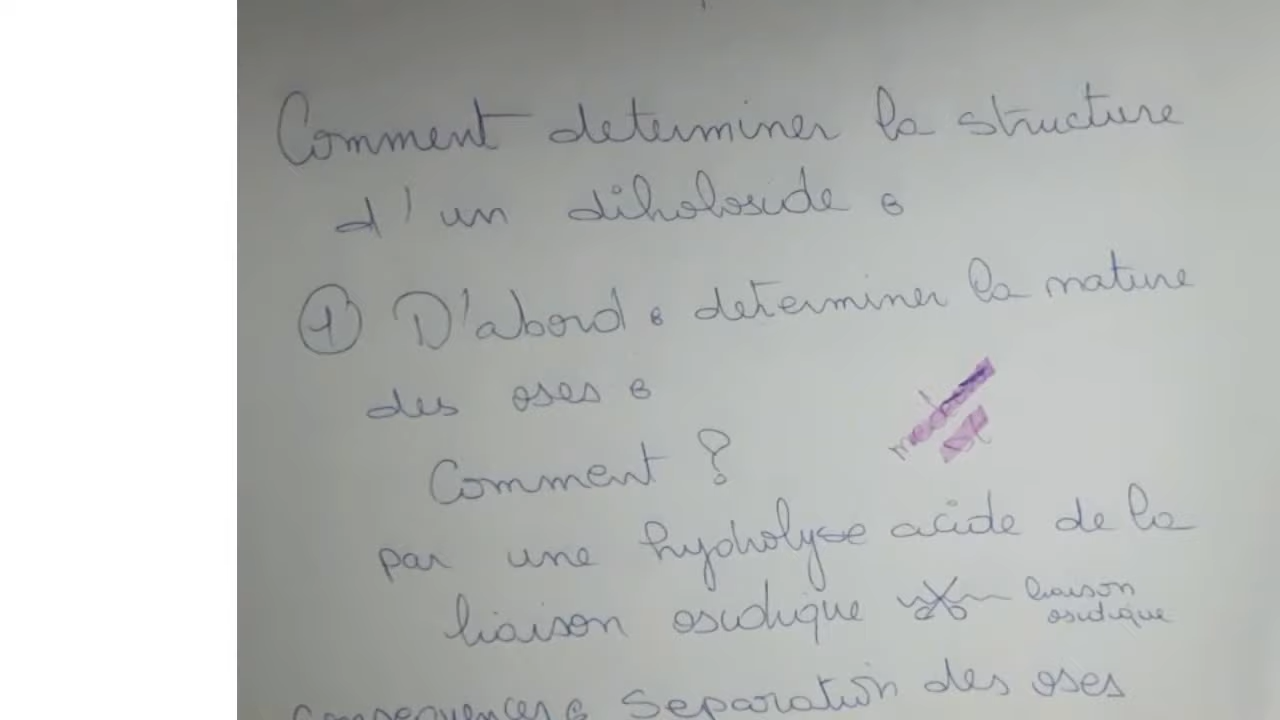 Comment determiner la structure
d'un diholoside :
① D'abord : determiner la nature
des oses :
Comment ?
par une hydrolyse acide de la
liaison osidique liaison
osidique
Consequences : separation des oses